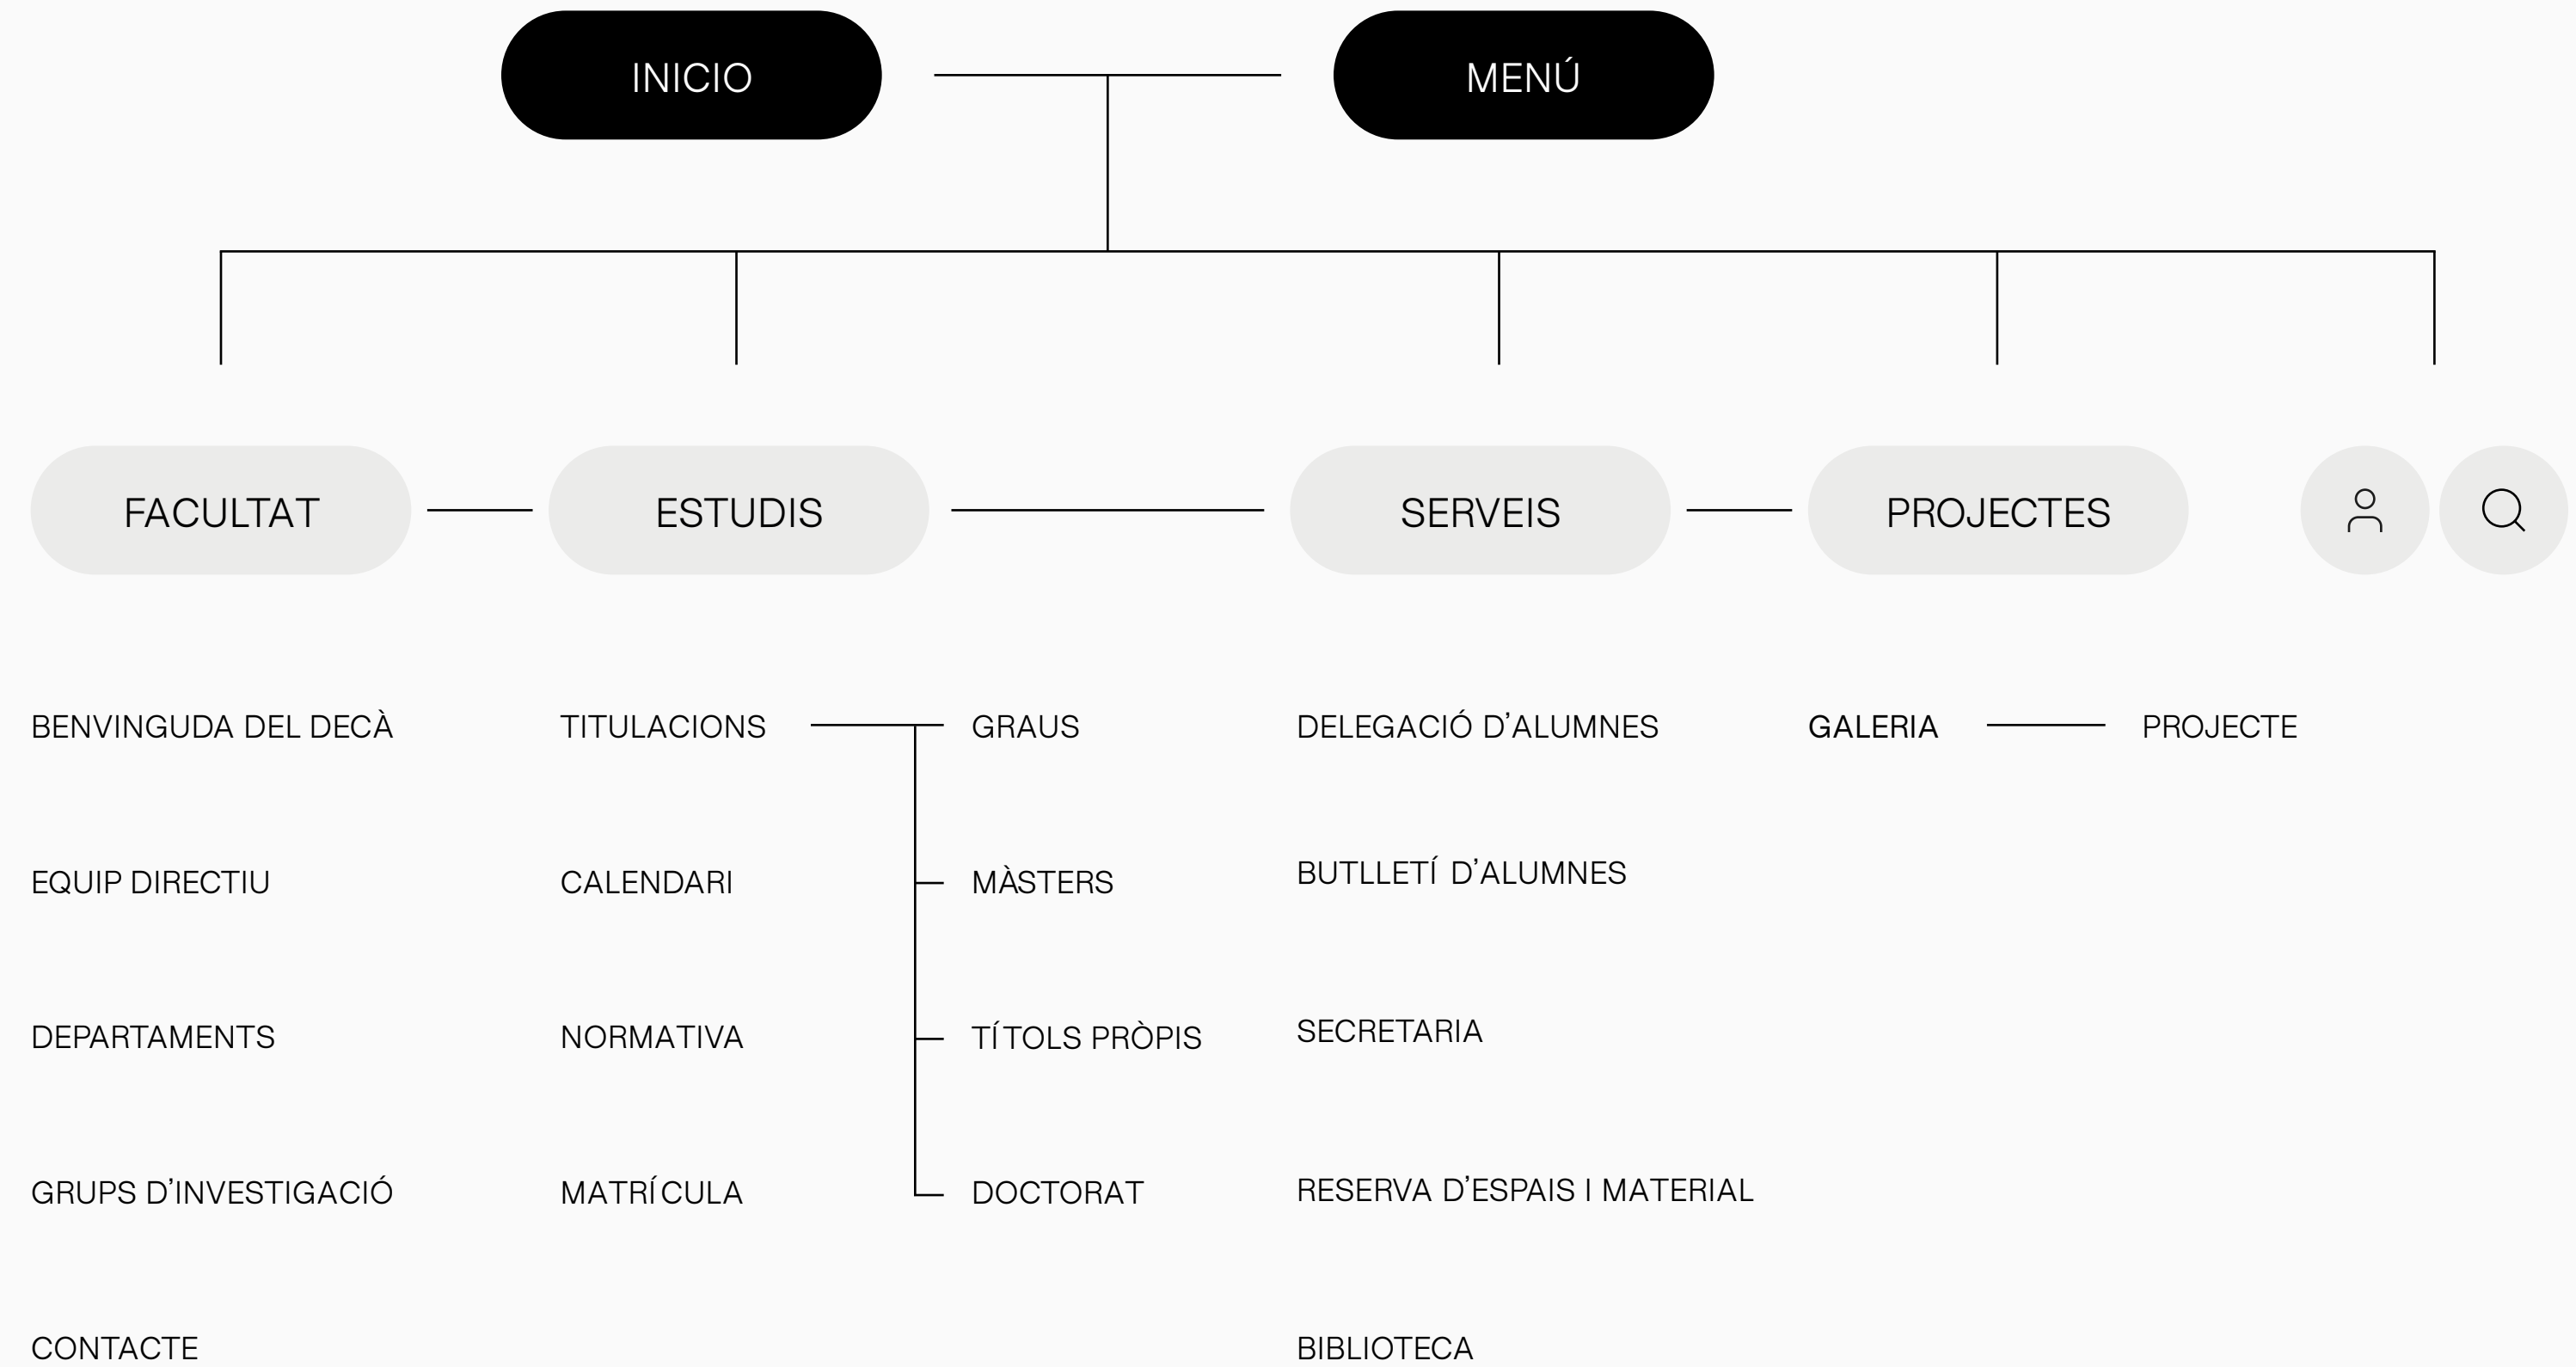 INICIO
MENÚ
FACULTAT
ESTUDIS
SERVEIS
PROJECTES
BENVINGUDA DEL DECÀ
TITULACIONS
GRAUS
DELEGACIÓ D’ALUMNES
GALERIA
PROJECTE
EQUIP DIRECTIU
CALENDARI
MÀSTERS
BUTLLETÍ D’ALUMNES
DEPARTAMENTS
NORMATIVA
TÍTOLS PRÒPIS
SECRETARIA
GRUPS D’INVESTIGACIÓ
MATRÍCULA
DOCTORAT
RESERVA D’ESPAIS I MATERIAL
CONTACTE
BIBLIOTECA